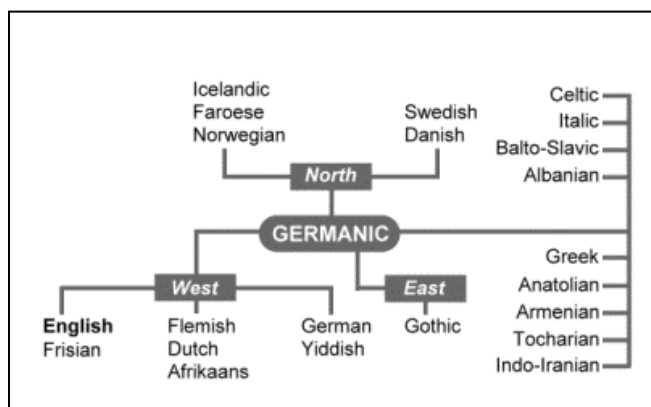 Icelandic
Faroese
Norwegian
Swedish
Danish
North
GERMANIC
West
East
English
Frisian
Flemish
Dutch
Afrikaans
German
Yiddish
Gothic
Celtic
Italic
Balto-Slavic
Albanian
Greek
Anatolian
Armenian
Tocharian
Indo-Iranian